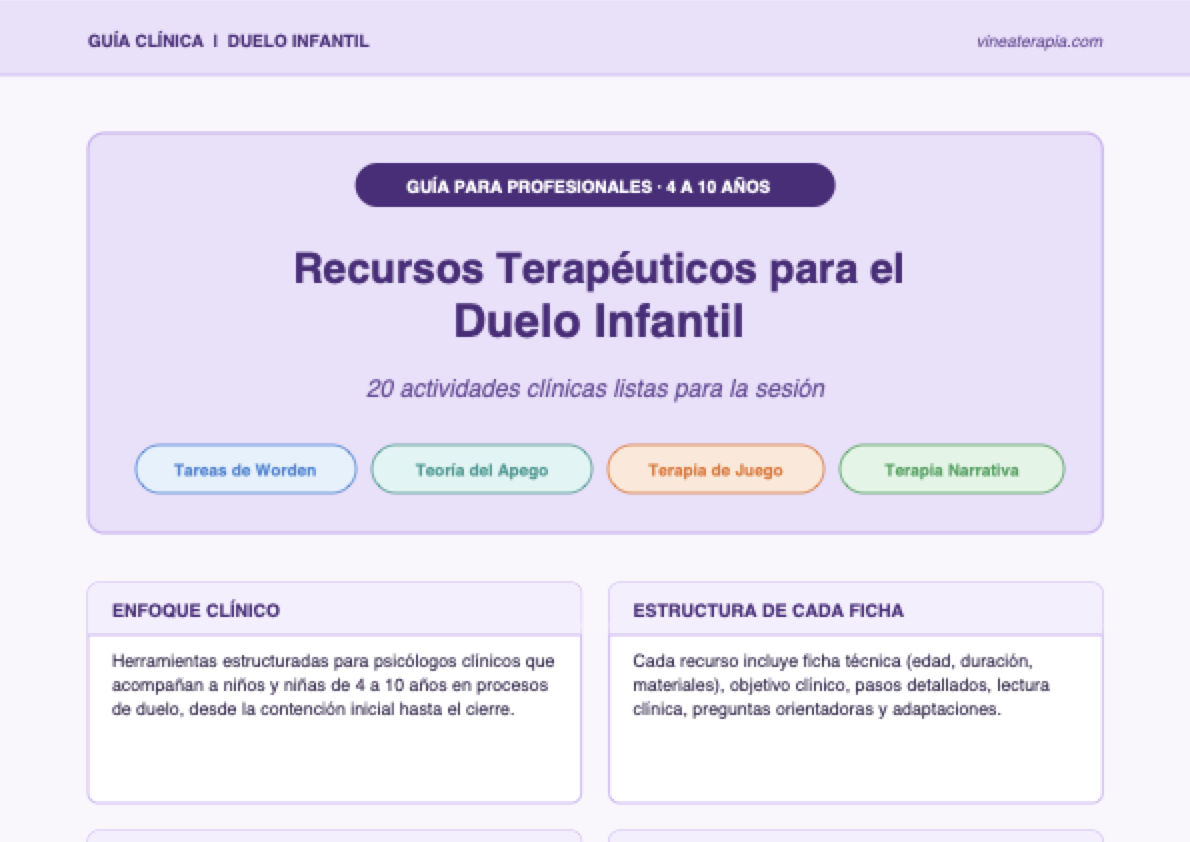 GUÍA CLÍNICA | DUELO INFANTIL
vineaterapia.com
GUÍA PARA PROFESIONALES · 4 A 10 AÑOS
Recursos Terapéuticos para el
Duelo Infantil
20 actividades clínicas listas para la sesión
Tareas de Worden
Teoría del Apego
Terapia de Juego
Terapia Narrativa
ENFOQUE CLÍNICO
Herramientas estructuradas para psicólogos clínicos que
acompañan a niños y niñas de 4 a 10 años en procesos
de duelo, desde la contención inicial hasta el cierre.
ESTRUCTURA DE CADA FICHA
Cada recurso incluye ficha técnica (edad, duración,
materiales), objetivo clínico, pasos detallados, lectura
clínica, preguntas orientadoras y adaptaciones.